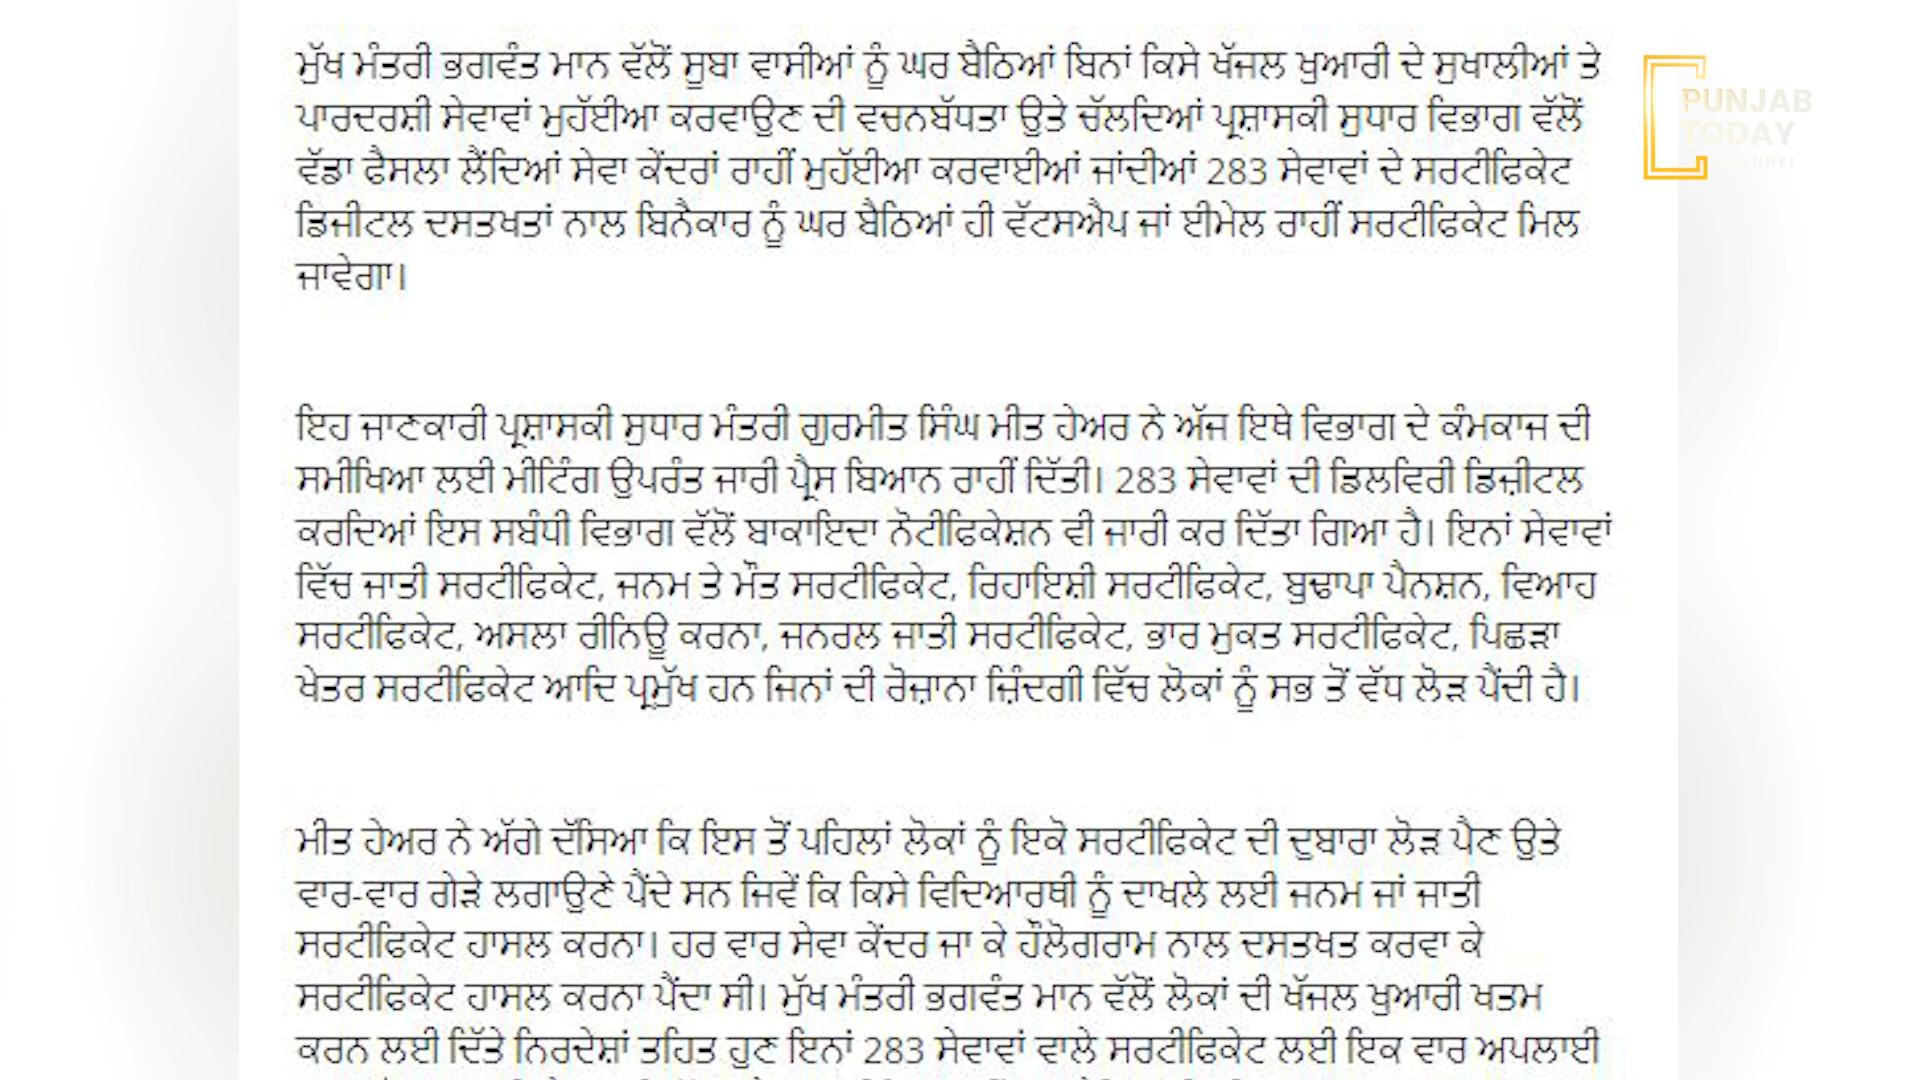 ਮੁੱਖ ਮੰਤਰੀ ਭਗਵੰਤ ਮਾਨ ਵੱਲੋਂ ਸੂਬਾ ਵਾਸੀਆਂ ਨੂੰ ਘਰ ਬੈਠਿਆਂ ਬਿਨਾਂ ਕਿਸੇ ਖੱਜਲ ਖੁਆਰੀ ਦੇ ਸੁਖਾਲੀਆਂ ਤੇ
ਪਾਰਦਰਸ਼ੀ ਸੇਵਾਵਾਂ ਮੁਹੱਈਆ ਕਰਵਾਉਣ ਦੀ ਵਚਨਬੱਧਤਾ ਉਤੇ ਚੱਲਦਿਆਂ ਪ੍ਰਸ਼ਾਸਕੀ ਸੁਧਾਰ ਵਿਭਾਗ ਵੱਲੋਂ
ਵੱਡਾ ਫੈਸਲਾ ਲੈਂਦਿਆਂ ਸੇਵਾ ਕੇਂਦਰਾਂ ਰਾਹੀਂ ਮੁਹੱਈਆ ਕਰਵਾਈਆਂ ਜਾਂਦੀਆਂ 283 ਸੇਵਾਵਾਂ ਦੇ ਸਰਟੀਫਿਕੇਟ
ਡਿਜੀਟਲ ਦਸਤਖਤਾਂ ਨਾਲ ਬਿਨੈਕਾਰ ਨੂੰ ਘਰ ਬੈਠਿਆਂ ਹੀ ਵੱਟਸਐਪ ਜਾਂ ਈਮੇਲ ਰਾਹੀਂ ਸਰਟੀਫਿਕੇਟ ਮਿਲ
ਜਾਵੇਗਾ।
ਇਹ ਜਾਣਕਾਰੀ ਪ੍ਰਸ਼ਾਸਕੀ ਸੁਧਾਰ ਮੰਤਰੀ ਗੁਰਮੀਤ ਸਿੰਘ ਮੀਤ ਹੇਅਰ ਨੇ ਅੱਜ ਇਥੇ ਵਿਭਾਗ ਦੇ ਕੰਮਕਾਜ ਦੀ
ਸਮੀਖਿਆ ਲਈ ਮੀਟਿੰਗ ਉਪਰੰਤ ਜਾਰੀ ਪ੍ਰੈਸ ਬਿਆਨ ਰਾਹੀਂ ਦਿੱਤੀ। 283 ਸੇਵਾਵਾਂ ਦੀ ਡਿਲਵਿਰੀ ਡਿਜ਼ੀਟਲ
ਕਰਦਿਆਂ ਇਸ ਸਬੰਧੀ ਵਿਭਾਗ ਵੱਲੋਂ ਬਾਕਾਇਦਾ ਨੋਟੀਫਿਕੇਸ਼ਨ ਵੀ ਜਾਰੀ ਕਰ ਦਿੱਤਾ ਗਿਆ ਹੈ। ਇਨਾਂ ਸੇਵਾਵਾਂ
ਵਿੱਚ ਜਾਤੀ ਸਰਟੀਫਿਕੇਟ, ਜਨਮ ਤੇ ਮੌਤ ਸਰਟੀਫਿਕੇਟ, ਰਿਹਾਇਸ਼ੀ ਸਰਟੀਫਿਕੇਟ, ਬੁਢਾਪਾ ਪੈਨਸ਼ਨ, ਵਿਆਹ
ਸਰਟੀਫਿਕੇਟ, ਅਸਲਾ ਰੀਨਿਊ ਕਰਨਾ, ਜਨਰਲ ਜਾਤੀ ਸਰਟੀਫਿਕੇਟ, ਭਾਰ ਮੁਕਤ ਸਰਟੀਫਿਕੇਟ, ਪਿਛੜਾ
ਖੇਤਰ ਸਰਟੀਫਿਕੇਟ ਆਦਿ ਪ੍ਰਮੁੱਖ ਹਨ ਜਿਨਾਂ ਦੀ ਰੋਜ਼ਾਨਾ ਜ਼ਿੰਦਗੀ ਵਿੱਚ ਲੋਕਾਂ ਨੂੰ ਸਭ ਤੋਂ ਵੱਧ ਲੋੜ ਪੈਂਦੀ ਹੈ।
ਮੀਤ ਹੇਅਰ ਨੇ ਅੱਗੇ ਦੱਸਿਆ ਕਿ ਇਸ ਤੋਂ ਪਹਿਲਾਂ ਲੋਕਾਂ ਨੂੰ ਇਕੋ ਸਰਟੀਫਿਕੇਟ ਦੀ ਦੁਬਾਰਾ ਲੋੜ ਪੈਣ ਉਤੇ
ਵਾਰ-ਵਾਰ ਗੇੜੇ ਲਗਾਉਣੇ ਪੈਂਦੇ ਸਨ ਜਿਵੇਂ ਕਿ ਕਿਸੇ ਵਿਦਿਆਰਥੀ ਨੂੰ ਦਾਖਲੇ ਲਈ ਜਨਮ ਜਾਂ ਜਾਤੀ
ਸਰਟੀਫਿਕੇਟ ਹਾਸਲ ਕਰਨਾ। ਹਰ ਵਾਰ ਸੇਵਾ ਕੇਂਦਰ ਜਾ ਕੇ ਹੌਲੋਗਰਾਮ ਨਾਲ ਦਸਤਖਤ ਕਰਵਾ ਕੇ
ਸਰਟੀਫਿਕੇਟ ਹਾਸਲ ਕਰਨਾ ਪੈਂਦਾ ਸੀ। ਮੁੱਖ ਮੰਤਰੀ ਭਗਵੰਤ ਮਾਨ ਵੱਲੋਂ ਲੋਕਾਂ ਦੀ ਖੱਜਲ ਖੁਆਰੀ ਖਤਮ
ਕਰਨ ਲਈ ਦਿੱਤੇ ਨਿਰਦੇਸ਼ਾਂ ਤਹਿਤ ਹੁਣ ਇਨਾਂ 283 ਸੇਵਾਵਾਂ ਵਾਲੇ ਸਰਟੀਫਿਕੇਟ ਲਈ ਇਕ ਵਾਰ ਅਪਲਾਈ
PUNJAB
TODAY